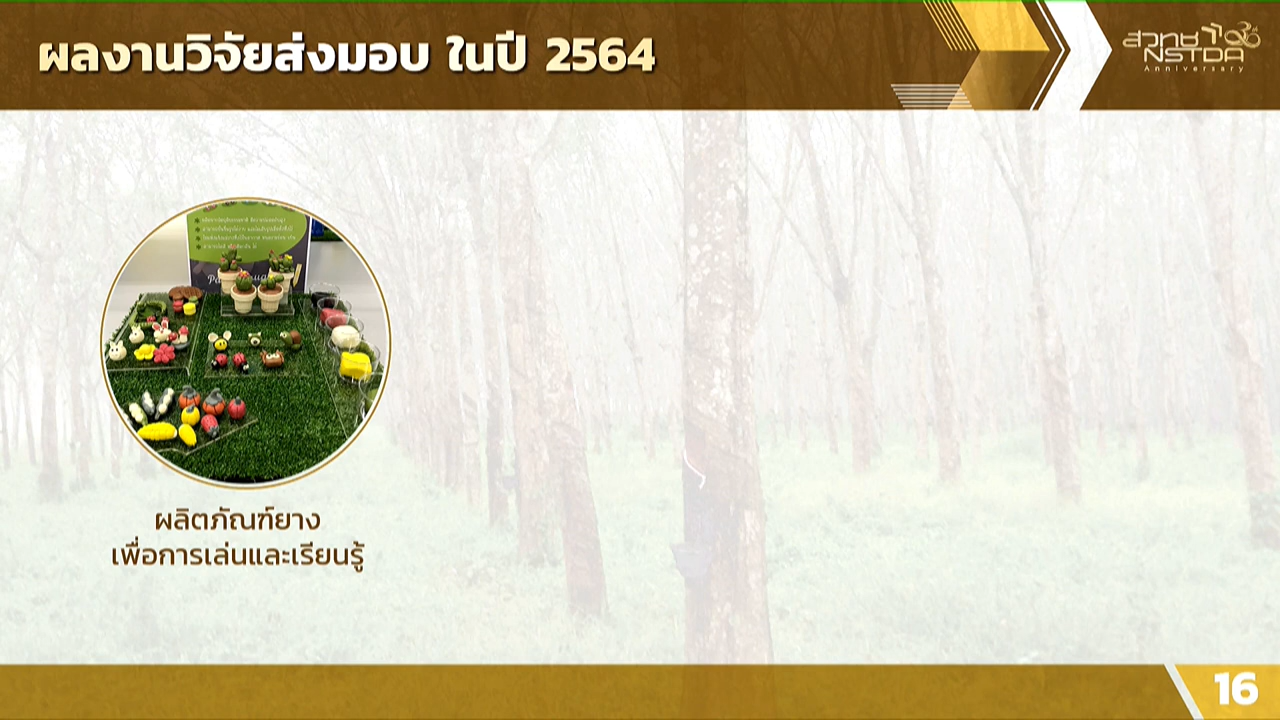 ผลงานวิจัยส่งมอบ ในปี 2564
สวทช
NSTDA
Anniversary
ผลิตภัณฑ์ยาง
เพื่อการเล่นและเรียนรู้
16